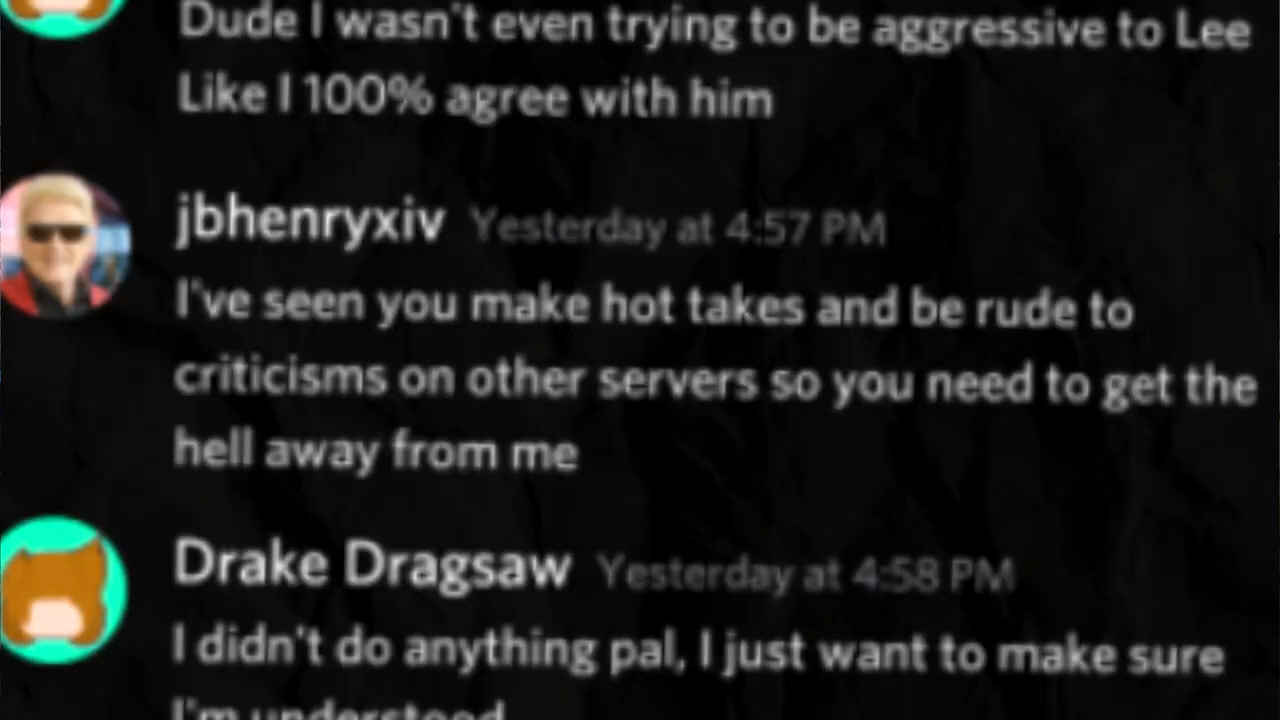 Dude I wasn't even trying to be aggressive to Lee
Like I 100% agree with him
jbhenryxiv Yesterday at 4:57 PM
I've seen you make hot takes and be rude to
criticisms on other servers so you need to get the
hell away from me
Drake Dragsaw Yesterday at 4:58 PM
I didn't do anything pal, I just want to make sure
I'm understood